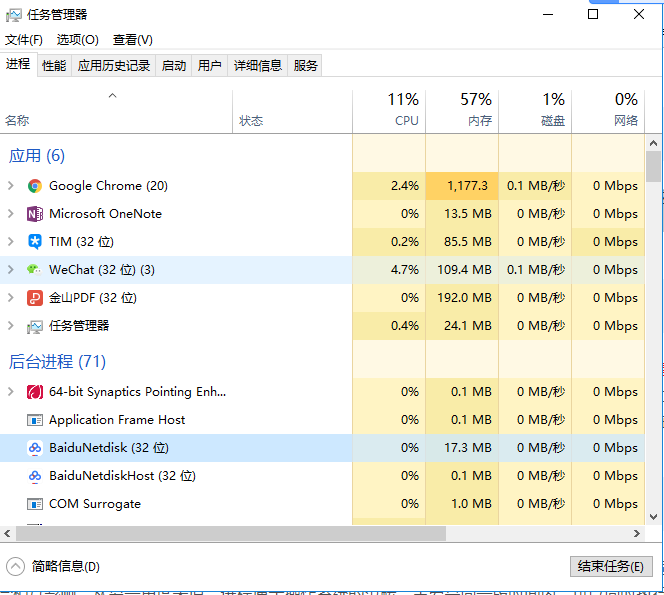 任务管理器
文件(F) 选项(O) 查看(V)
进程 性能 应用历史记录 启动 用户 详细信息 服务
11% 57% 1% 0%
名称 状态 CPU 内存 磁盘 网络
应用 (6)
Google Chrome (20) 2.4% 1,177.3 0.1 MB/秒 0 Mbps
Microsoft OneNote 0% 13.5 MB 0 MB/秒 0 Mbps
TIM (32 位) 0.2% 85.5 MB 0 MB/秒 0 Mbps
WeChat (32 位) (3) 4.7% 109.4 MB 0.1 MB/秒 0 Mbps
金山PDF (32 位) 0% 192.0 MB 0 MB/秒 0 Mbps
任务管理器 0.4% 24.1 MB 0 MB/秒 0 Mbps
后台进程 (71)
64-bit Synaptics Pointing Enh... 0% 0.1 MB 0 MB/秒 0 Mbps
Application Frame Host 0% 0.1 MB 0 MB/秒 0 Mbps
BaiduNetdisk (32 位) 0% 17.3 MB 0 MB/秒 0 Mbps
BaiduNetdiskHost (32 位) 0% 0.1 MB 0 MB/秒 0 Mbps
COM Surrogate 0% 1.0 MB 0 MB/秒 0 Mbps
简略信息(D) 结束任务(E)